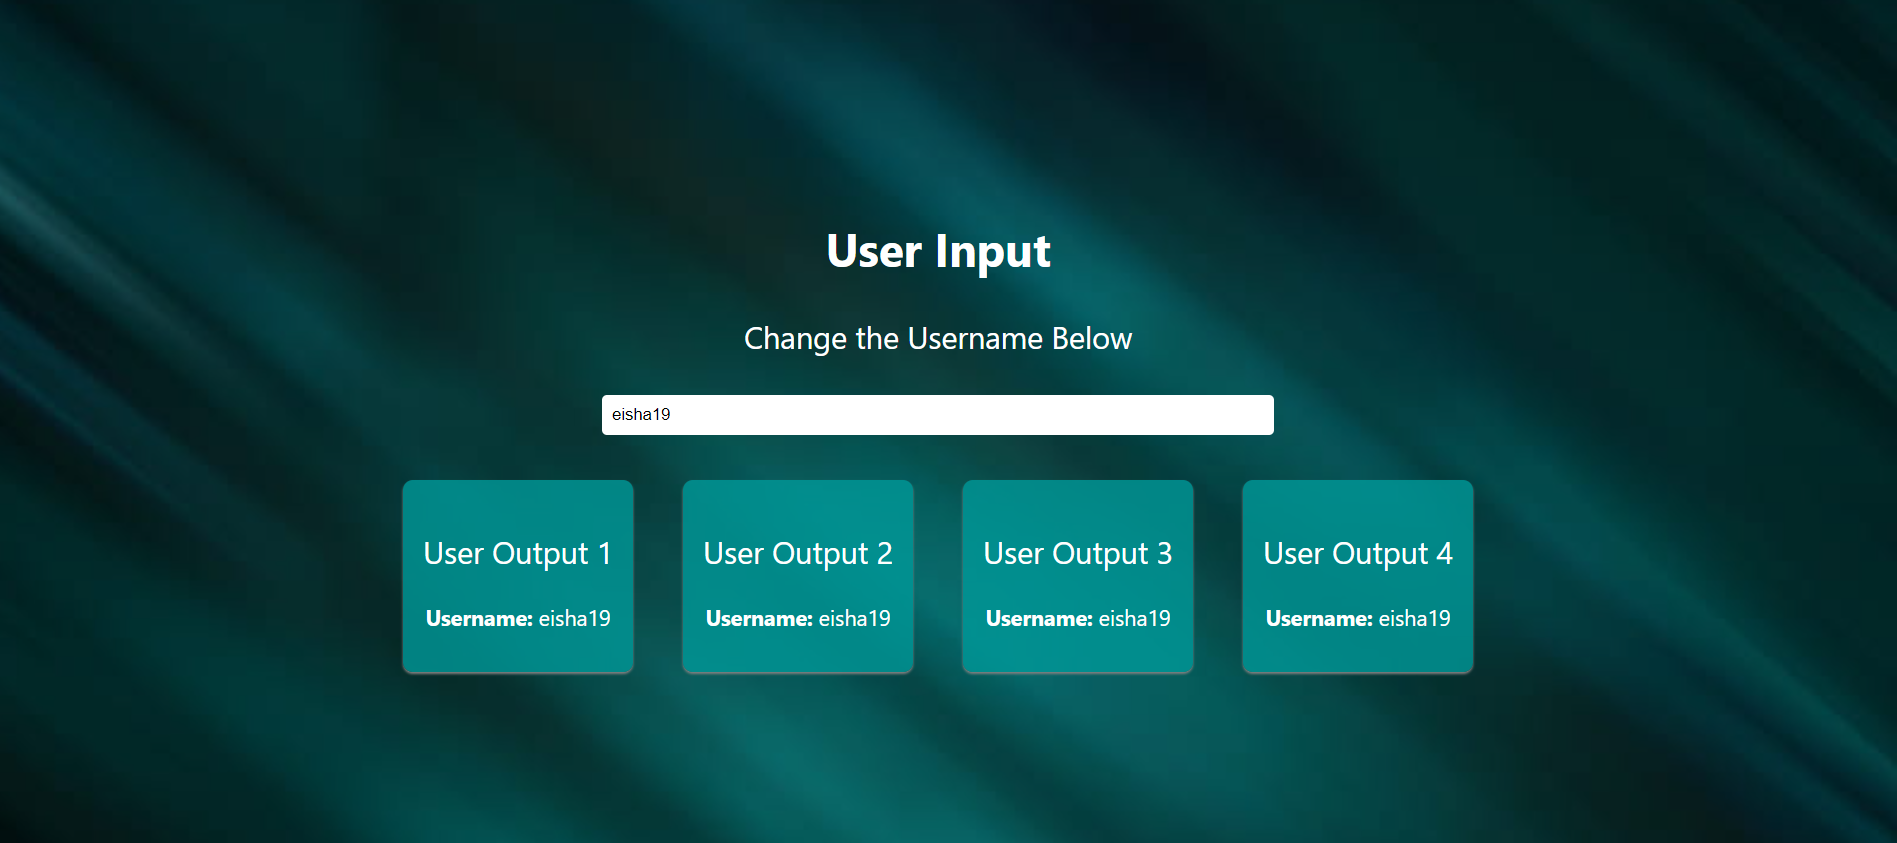 User Input
Change the Username Below
eisha19
User Output 1
Username: eisha19
User Output 2
Username: eisha19
User Output 3
Username: eisha19
User Output 4
Username: eisha19